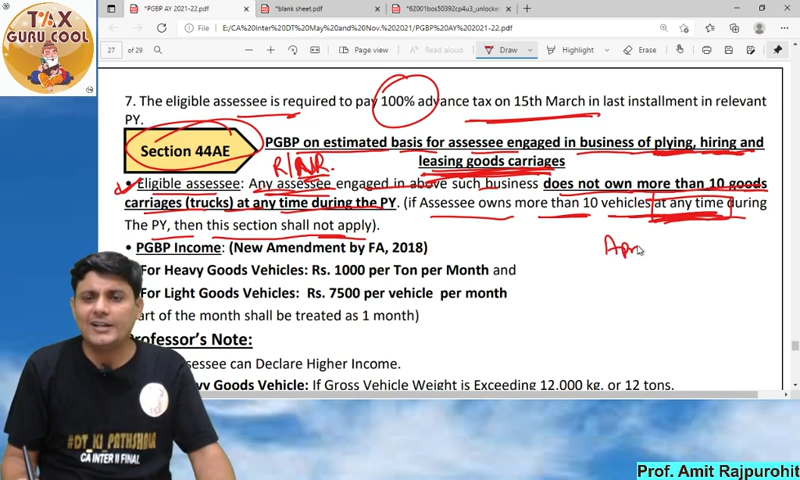 TAX
GURU COOL
*PGBP AY 2021-22.pdf
*blank sheet.pdf
*62001bos50392cp4u3_unlocked
E:/CA%20Inter%20DT%20May%20and%20Nov.%202021/PGBP%20AY%202021-22.pdf
27 of 29
Page view
Read aloud
Draw
Highlight
Erase
7. The eligible assessee is required to pay 100% advance tax on 15th March in last installment in relevant
PY.
Section 44AE
PGBP on estimated basis for assessee engaged in business of plying, hiring and
leasing goods carriages
R/N.R.
• Eligible assessee: Any assessee engaged in above such business does not own more than 10 goods
carriages (trucks) at any time during the PY. (if Assessee owns more than 10 vehicles at any time during
The PY, then this section shall not apply).
Apr
• PGBP Income: (New Amendment by FA, 2018)
For Heavy Goods Vehicles: Rs. 1000 per Ton per Month and
For Light Goods Vehicles: Rs. 7500 per vehicle per month
art of the month shall be treated as 1 month)
Professor's Note:
ssessee can Declare Higher Income.
vy Goods Vehicle: If Gross Vehicle Weight is Exceeding 12,000 kg. or 12 tons.
#DT KI PATHSHALA
CA INTER II FINAL
Prof. Amit Rajpurohit